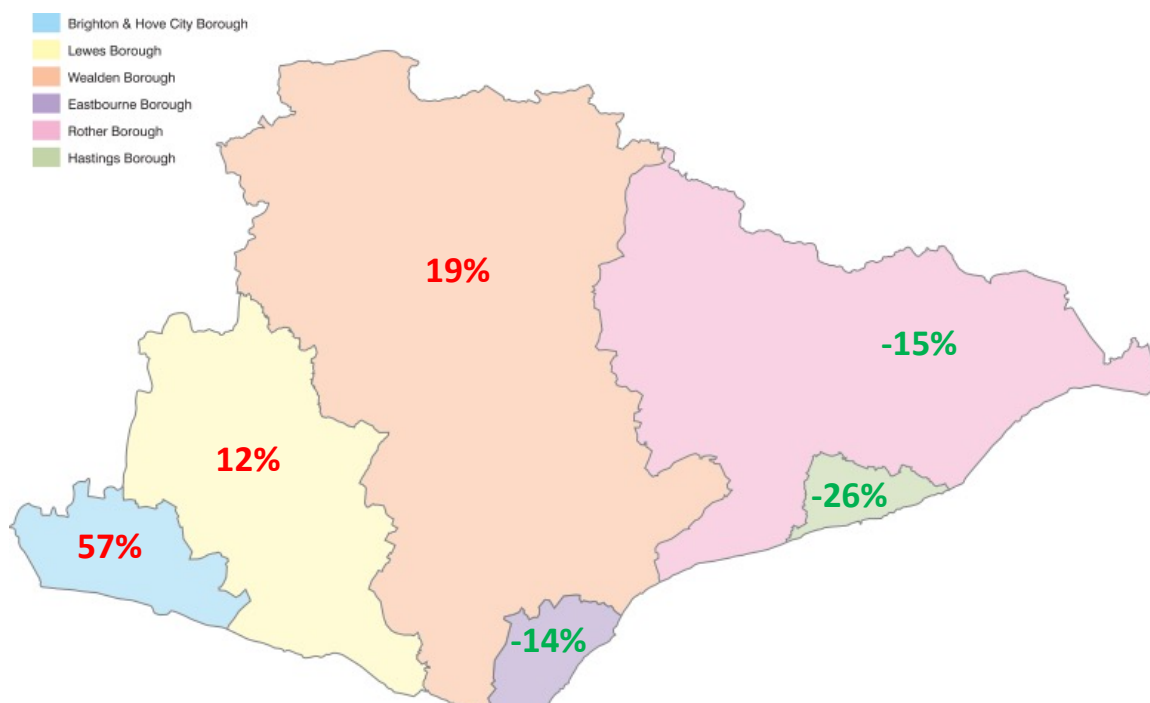 Brighton & Hove City Borough
Lewes Borough
Wealden Borough
Eastbourne Borough
Rother Borough
Hastings Borough
19%
-15%
12%
-26%
57%
-14%